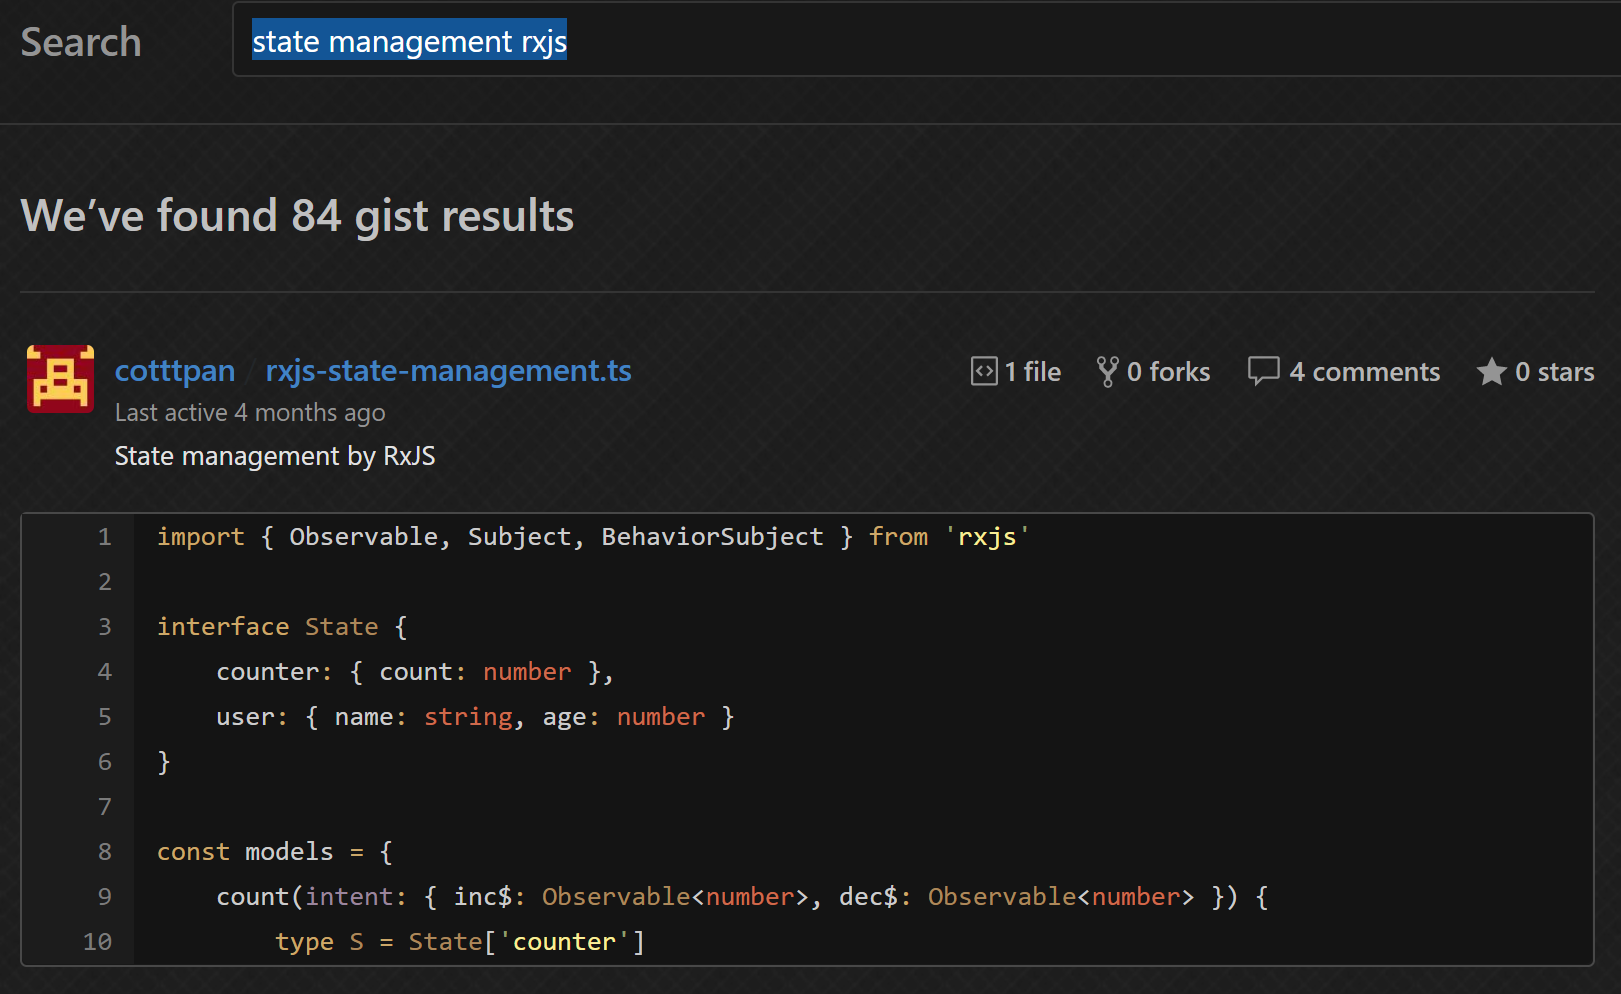 Search
state management rxjs
We’ve found 84 gist results
cotttpan / rxjs-state-management.ts
1 file
0 forks
4 comments
0 stars
Last active 4 months ago
State management by RxJS
1 import { Observable, Subject, BehaviorSubject } from 'rxjs'
2
3 interface State {
4     counter: { count: number },
5     user: { name: string, age: number }
6 }
7
8 const models = {
9     count(intent: { inc$: Observable<number>, dec$: Observable<number> }) {
10         type S = State['counter']